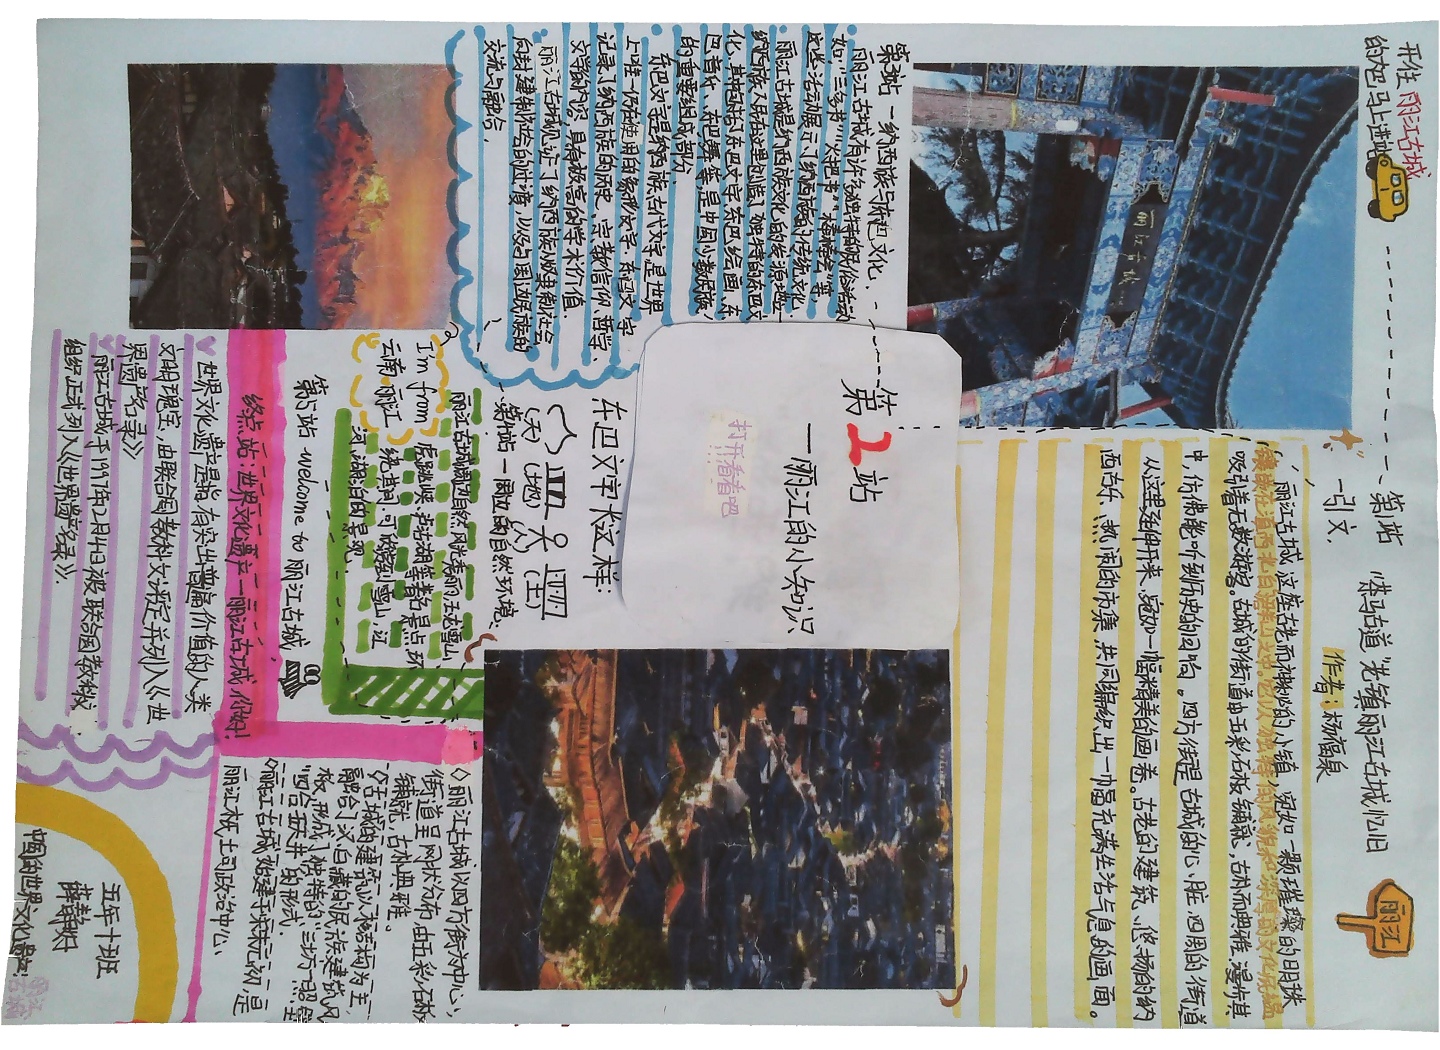 开往丽江古城
的大巴马上进站
第1站
一引文.
"茶马古道"老镇丽江古城忆旧
作者:杨福泉
丽江
丽江古城,这座古老而神秘的小镇,宛如一颗璀璨的明珠
镶嵌在滇西北的深山之中。它以独特的风貌和深厚的文化底蕴
吸引着无数游客。古城的街道由五彩石板铺就,古朴而典雅.漫步其
中,仿佛能听到历史的回响。四方街是古城的心脏,四周的街道
从这里延伸开来,宛如一幅精美的画卷。古老的建筑、悠扬的纳
西古乐、热闹的市集,共同编织出一幅充满生活气息的画面。
丽江古城
第3站 一纳西族与东巴文化.
丽江古城有许多独特的民俗活动
如:"三多节""火把节""棒棒会"等,
这些活动展示了纳西族的传统文化.
丽江古城是纳西族文化的发源地之一
纳西族人民在这里创造了独特的东巴文
化,其中包括了东巴文字、东巴绘画、东
巴音乐、东巴舞等,是中国少数民族
的重要组成部分.
东巴文字是纳西族古代文字,是世界
上唯一仍在使用的象形文字.东巴文字
记录了纳西族的历史、宗教信仰、哲学、
文学的内容,具有极高的学术价值.
丽江古城见证了纳西族从奴隶制社会
向封建制社会的过渡,以及与周边民族的
交流与融合.
第2站
一丽江的小知识
打开看看吧
!!!
东巴文字长这样:
(天) (地) (人) (星)
第4站 一周边的自然环境.
丽江古城周边自然风光秀丽,玉龙雪山、
虎跳峡、泸沽湖等著名景点环
绕其间.可欣赏到雪山、江
河、湖泊的景观.
I'm from
云南.丽江
第5站 welcome to 丽江古城
终点站:世界文化遗产一丽江古城,你好!
世界文化遗产是指有突出普遍价值的人类
文明瑰宝,由联合国教科文评定并列入《世
界遗产名录》
丽江古城于1997年12月4日被联合国教科文
组织正式列入《世界遗产名录》.
丽江古城以四方街为中心,
街道呈网状分布,由五彩石板
铺就,古朴典雅。
古城的建筑以木结构为主,
融合了汉、白、藏的民族建筑风
格,形成了独特的"三坊一照壁
"四合五天井"的形式.
丽江古城始建于宋末元初,是
丽江木氏土司政治中心、
五年十班
薛静好
中国的世界文化遗产!
丽江
古城